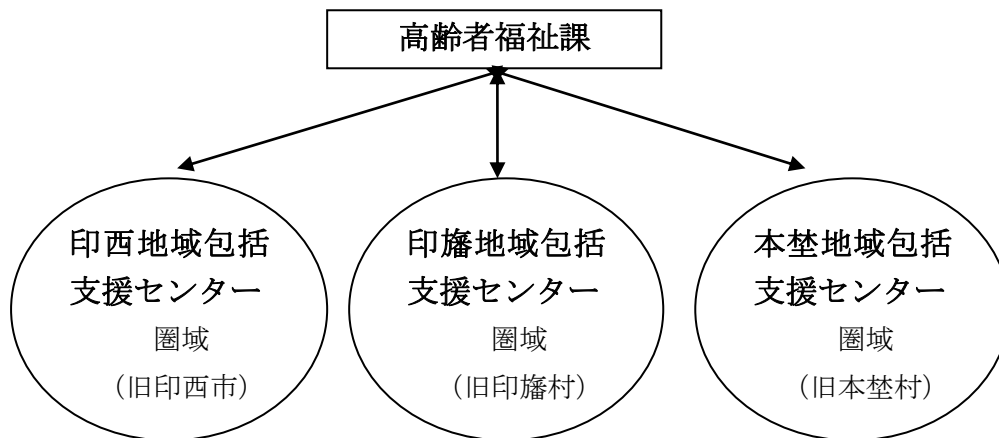 高齢者福祉課
印西地域包括
支援センター
圏域
（旧印西市）
印旛地域包括
支援センター
圏域
（旧印旛村）
本埜地域包括
支援センター
圏域
（旧本埜村）